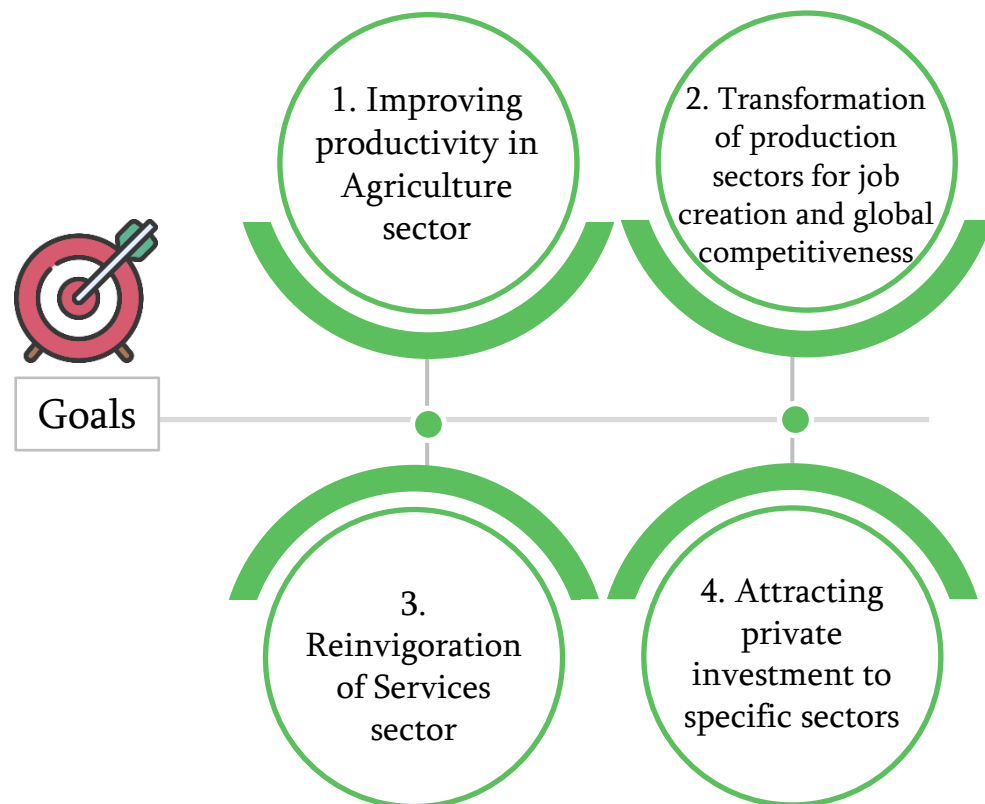 1. Improving
productivity in
Agriculture
sector
2. Transformation
of production
sectors for job
creation and global
competitiveness
Goals
3.
Reinvigoration
of Services
sector
4. Attracting
private
investment to
specific sectors